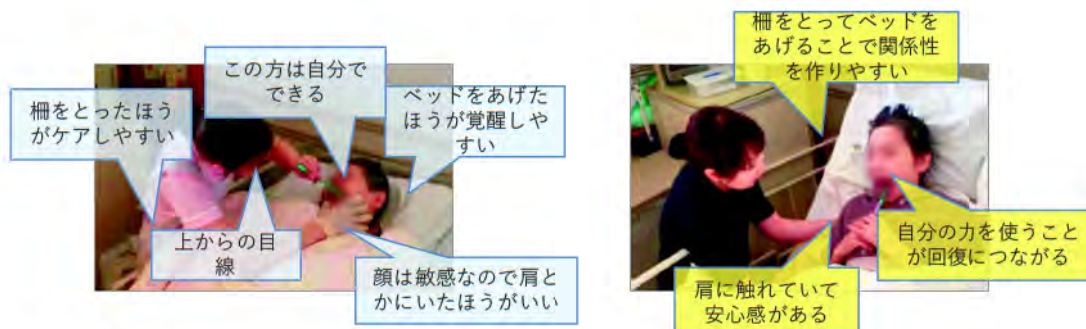 この方は自分で
できる
柵をとったほう
がケアしやすい
ベッドをあげた
ほうが覚醒しや
すい
上からの目
線
顔は敏感なので肩と
かにいたほうがいい
柵をとってベッドを
あげることで関係性
を作りやすい
自分の力を使うこと
が回復につながる
肩に触れていて
安心感がある